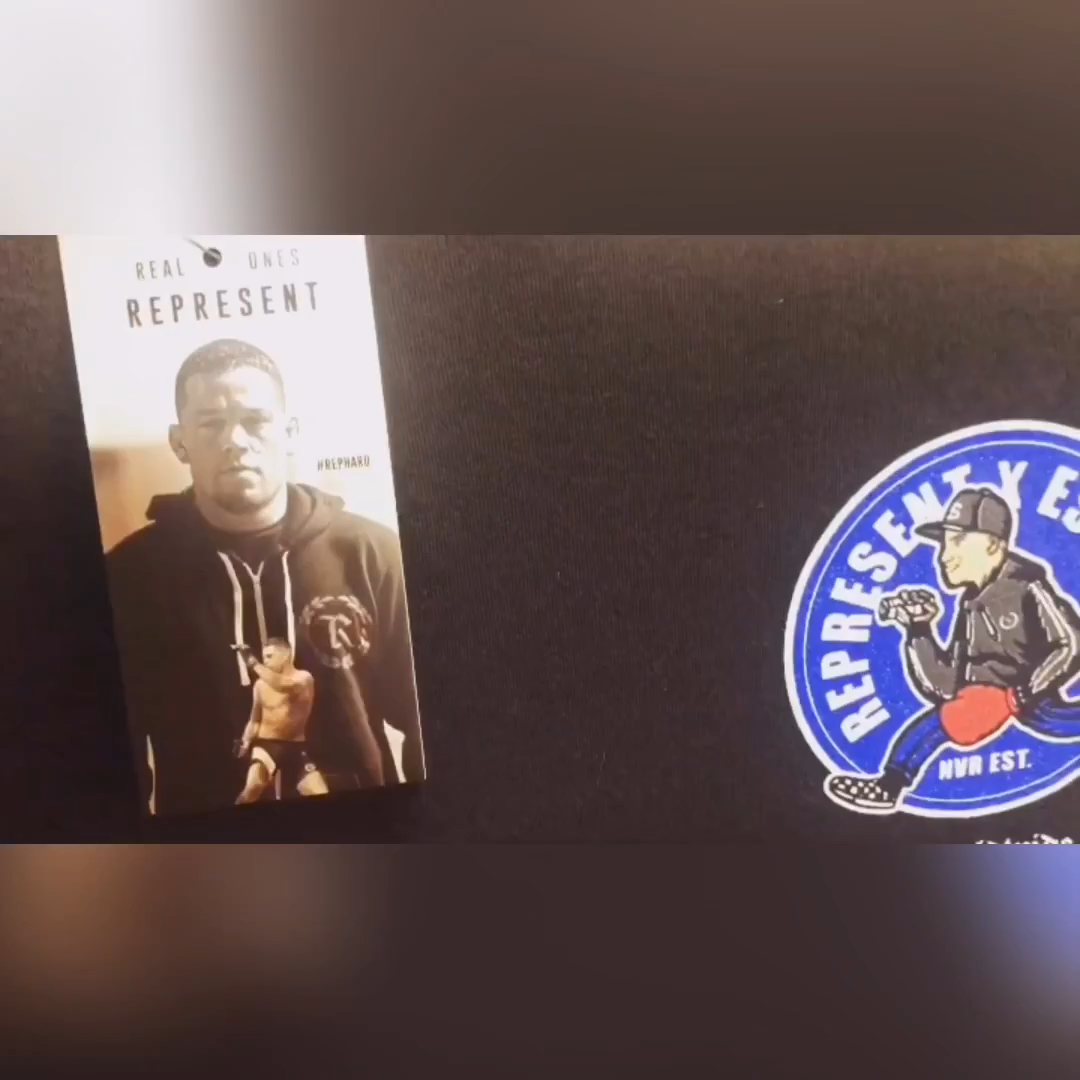 REAL ONES
REPRESENT
#REPHARD
REPRESENT X
S
NVR EST.